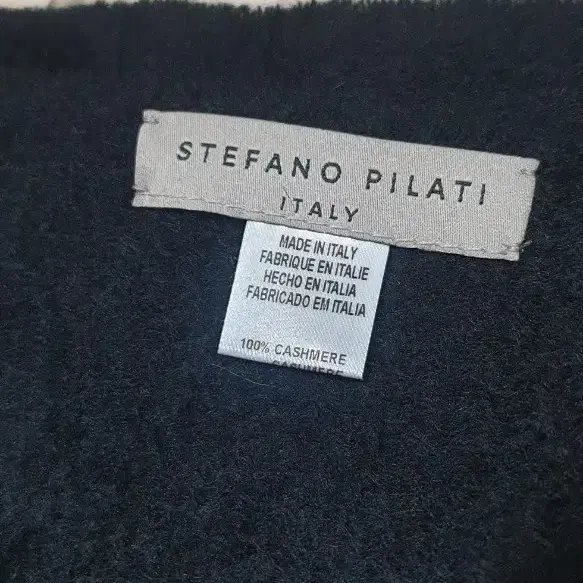 STEFANO PILATI
ITALY
MADE IN ITALY
FABRIQUE EN ITALIE
HECHO EN ITALIA
FABRICADO EM ITALIA
100% CASHMERE